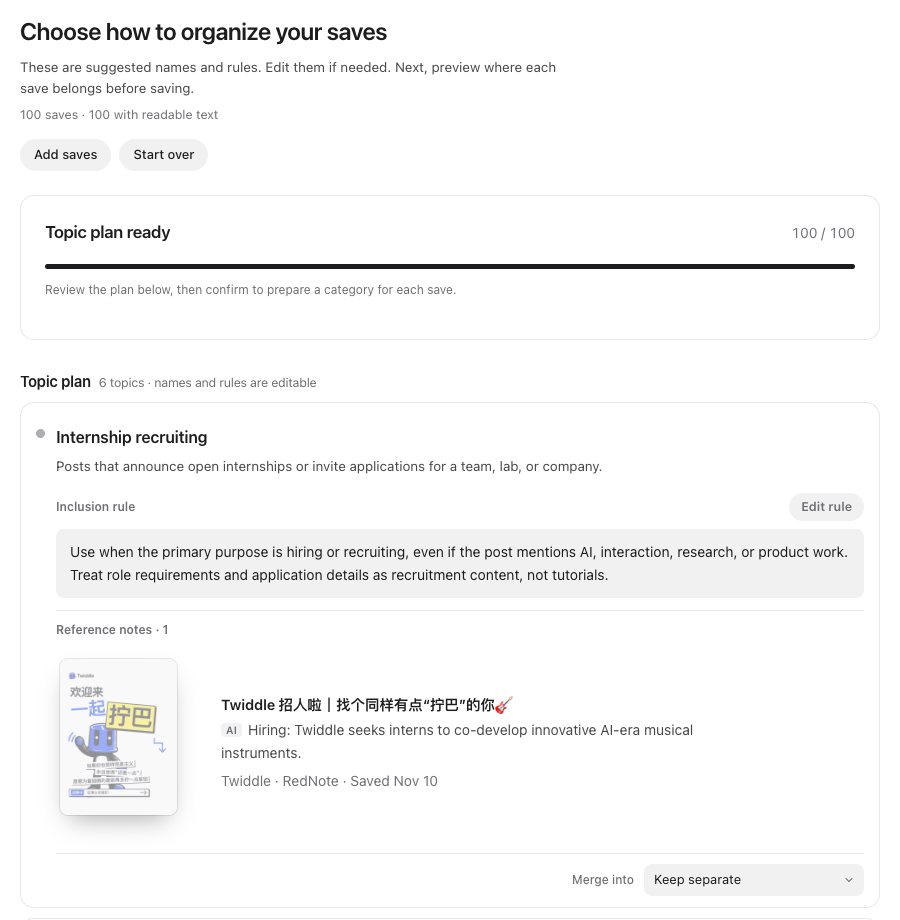 Choose how to organize your saves
These are suggested names and rules. Edit them if needed. Next, preview where each
save belongs before saving.
100 saves · 100 with readable text
Add saves
Start over
Topic plan ready
100 / 100
Review the plan below, then confirm to prepare a category for each save.
Topic plan 6 topics · names and rules are editable
Internship recruiting
Posts that announce open internships or invite applications for a team, lab, or company.
Inclusion rule
Edit rule
Use when the primary purpose is hiring or recruiting, even if the post mentions AI, interaction, research, or product work.
Treat role requirements and application details as recruitment content, not tutorials.
Reference notes · 1
Twiddle
欢迎来
一起
拧巴
Twiddle 招人啦｜找个同样有点“拧巴”的你🎸
AI Hiring: Twiddle seeks interns to co-develop innovative AI-era musical
instruments.
Twiddle · RedNote · Saved Nov 10
Merge into
Keep separate